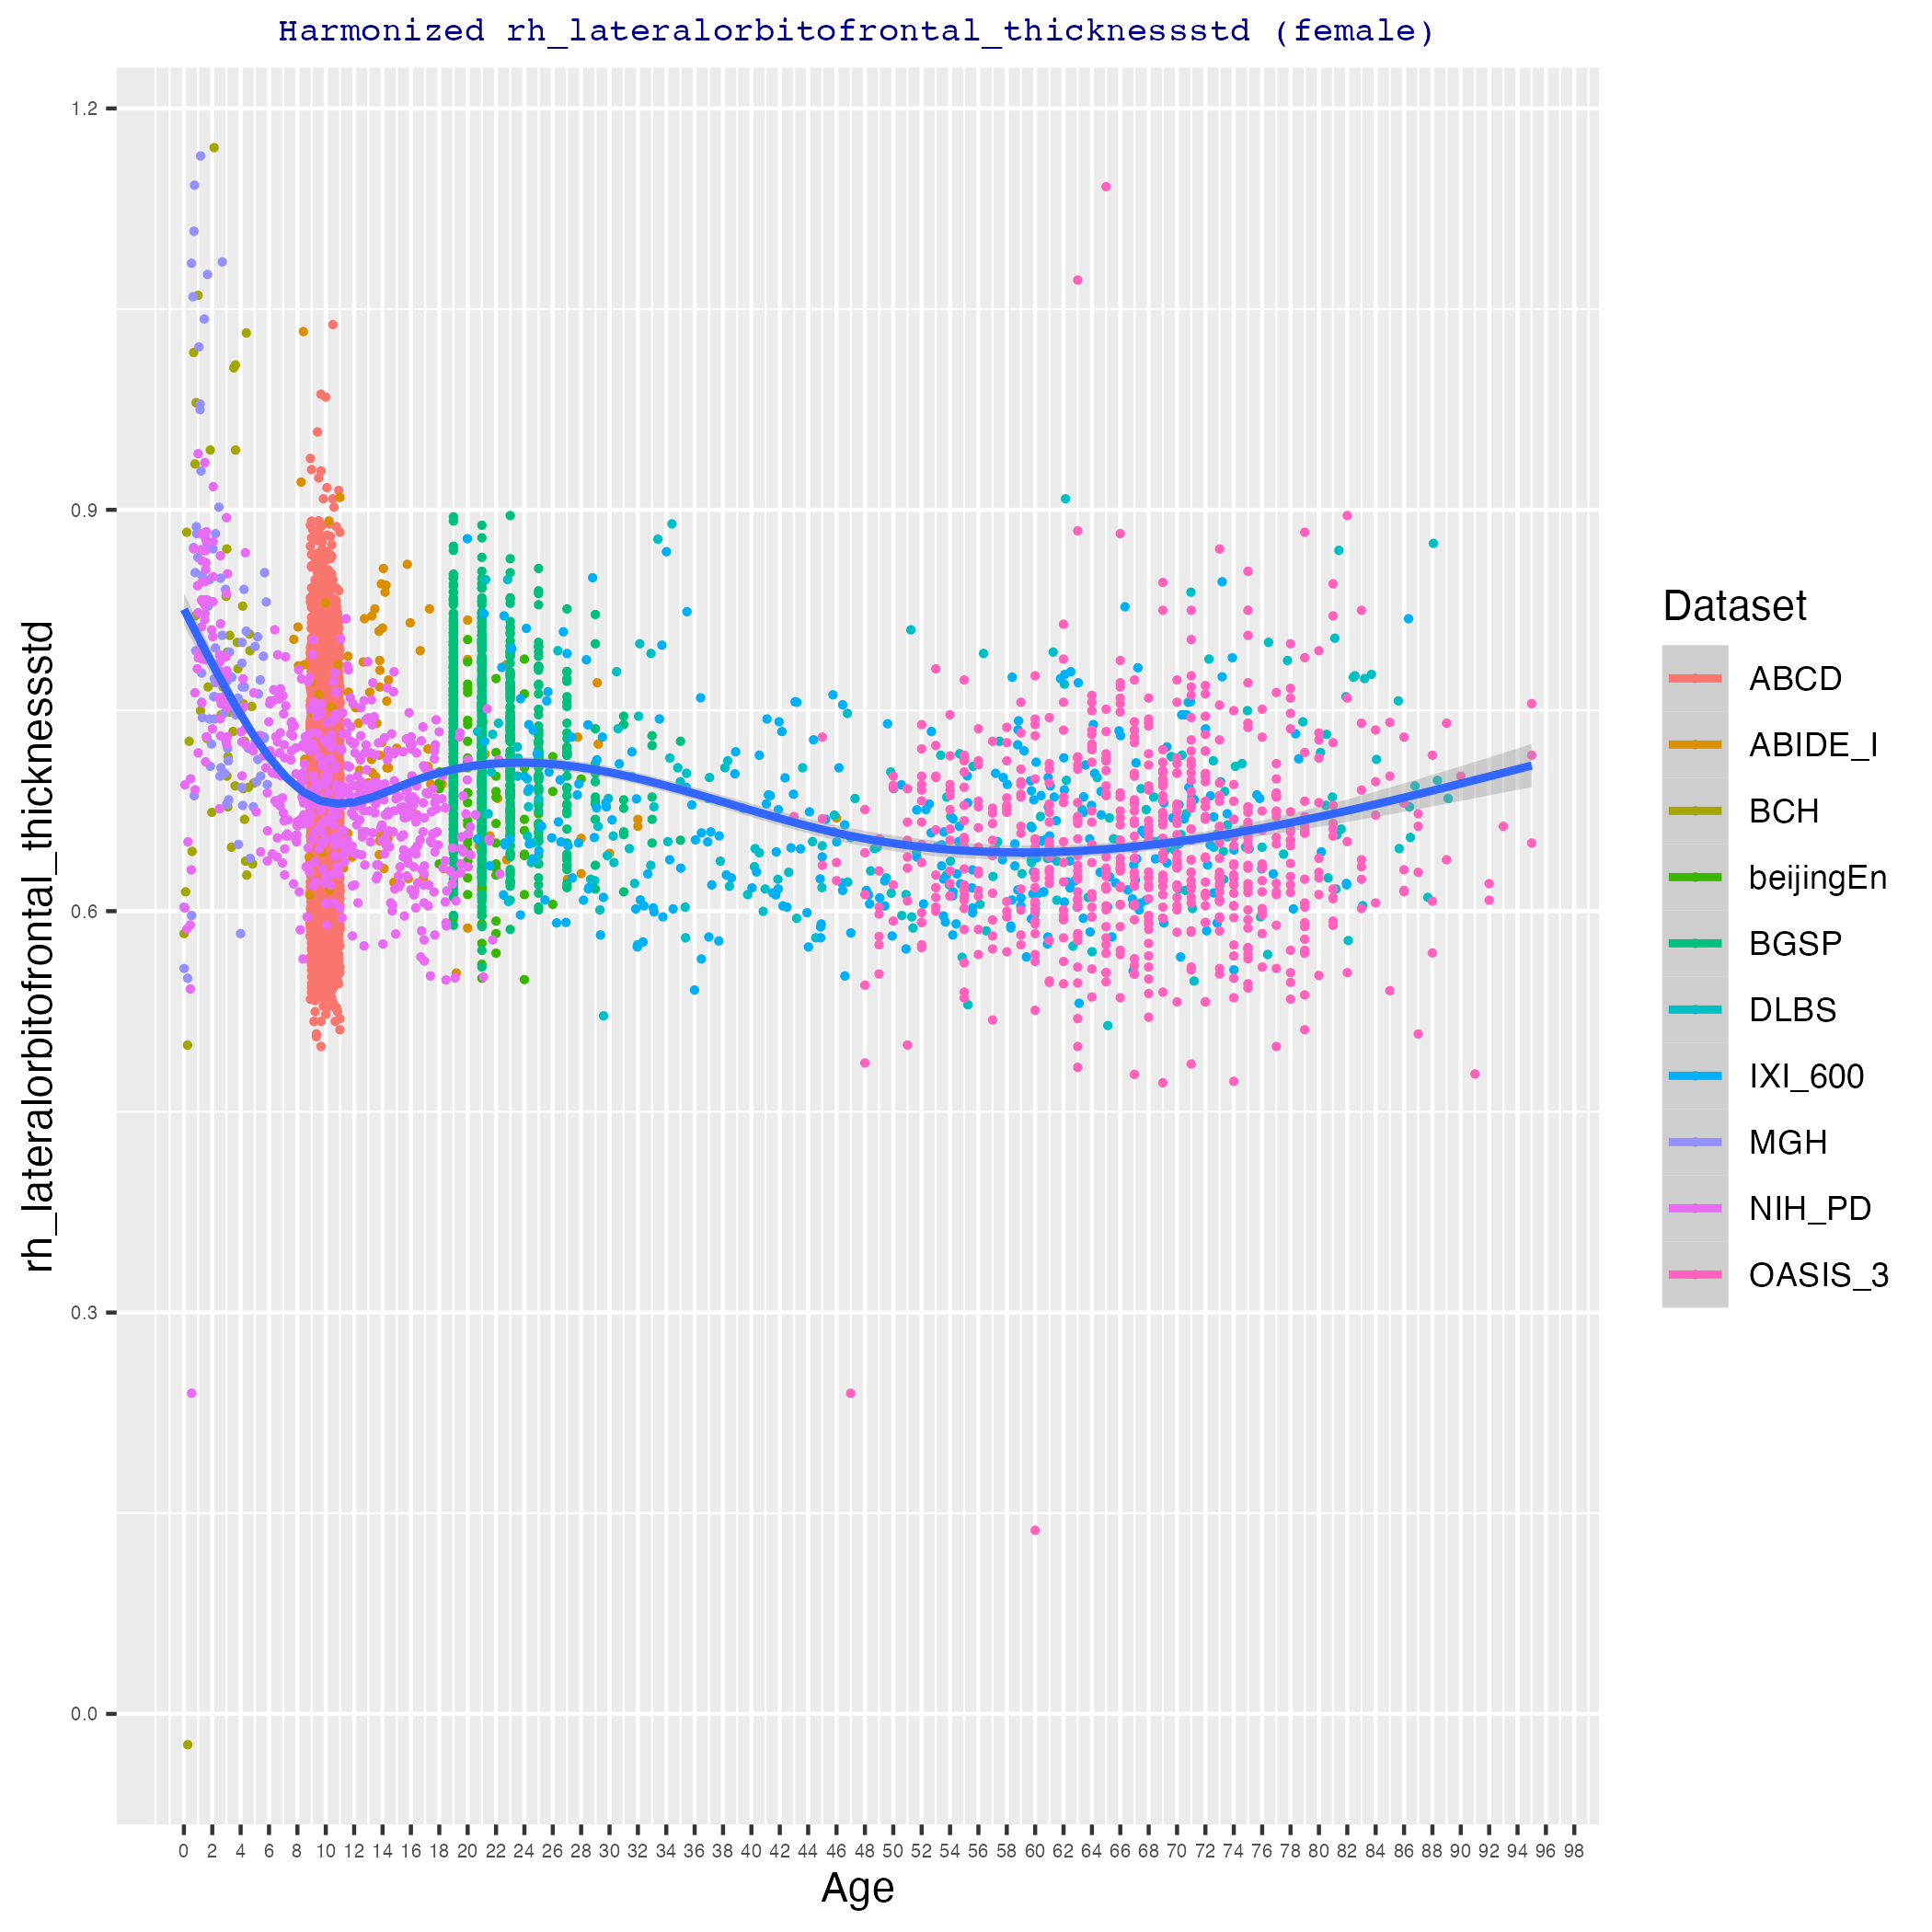 Harmonized rh_lateralorbitofrontal_thicknessstd (female)
rh_lateralorbitofrontal_thicknessstd
1.2
0.9
0.6
0.3
0.0
0 2 4 6 8 10 12 14 16 18 20 22 24 26 28 30 32 34 36 38 40 42 44 46 48 50 52 54 56 58 60 62 64 66 68 70 72 74 76 78 80 82 84 86 88 90 92 94 96 98
Age
Dataset
ABCD
ABIDE_I
BCH
beijingEn
BGSP
DLBS
IXI_600
MGH
NIH_PD
OASIS_3